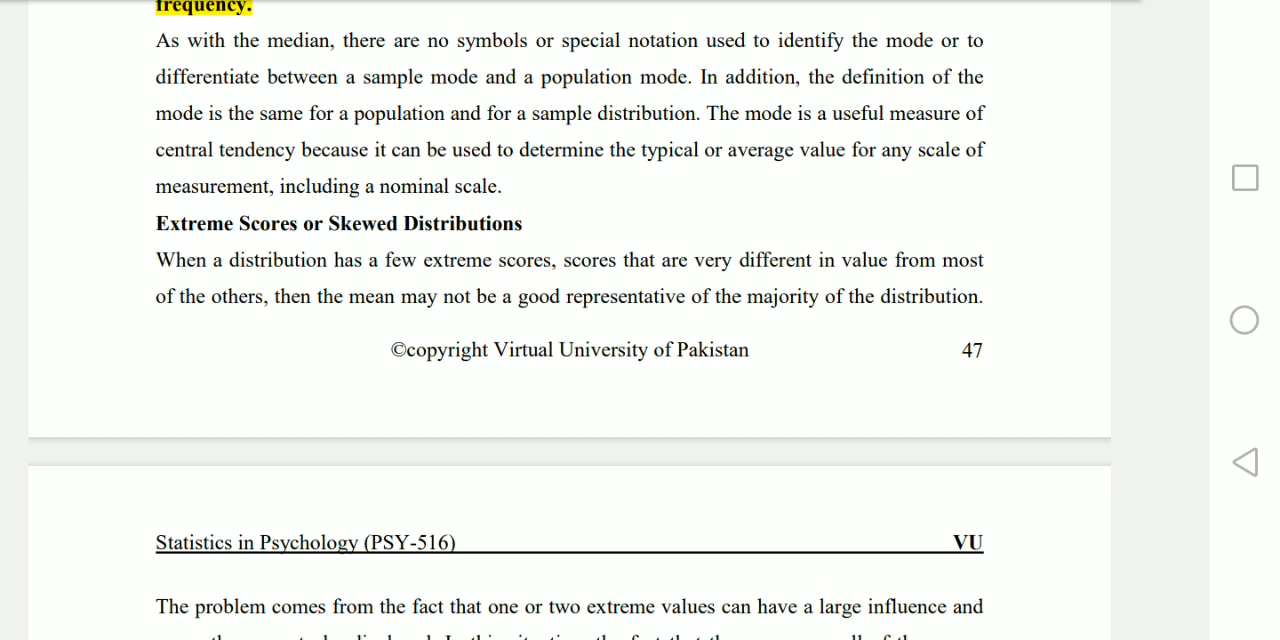 frequency.
As with the median, there are no symbols or special notation used to identify the mode or to
differentiate between a sample mode and a population mode. In addition, the definition of the
mode is the same for a population and for a sample distribution. The mode is a useful measure of
central tendency because it can be used to determine the typical or average value for any scale of
measurement, including a nominal scale.
Extreme Scores or Skewed Distributions
When a distribution has a few extreme scores, scores that are very different in value from most
of the others, then the mean may not be a good representative of the majority of the distribution.
©copyright Virtual University of Pakistan 47
Statistics in Psychology (PSY-516) VU
The problem comes from the fact that one or two extreme values can have a large influence and